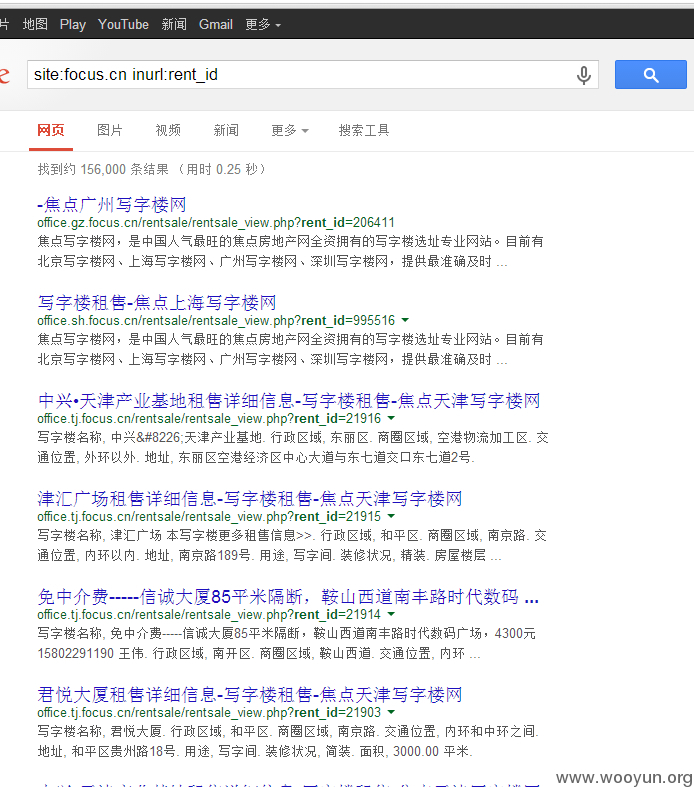 片 地图 Play YouTube 新闻 Gmail 更多
e site:focus.cn inurl:rent_id
网页 图片 视频 新闻 更多 搜索工具
找到约 156,000 条结果 （用时 0.25 秒）
-焦点广州写字楼网
office.gz.focus.cn/rentsale/rentsale_view.php?rent_id=206411
焦点写字楼网，是中国人气最旺的焦点房地产网全资拥有的写字楼选址专业网站。目前有
北京写字楼网、上海写字楼网、广州写字楼网、深圳写字楼网，提供最准确及时 ...
写字楼租售-焦点上海写字楼网
office.sh.focus.cn/rentsale/rentsale_view.php?rent_id=995516
焦点写字楼网，是中国人气最旺的焦点房地产网全资拥有的写字楼选址专业网站。目前有
北京写字楼网、上海写字楼网、广州写字楼网、深圳写字楼网，提供最准确及时 ...
中兴•天津产业基地租售详细信息-写字楼租售-焦点天津写字楼网
office.tj.focus.cn/rentsale/rentsale_view.php?rent_id=21916
写字楼名称, 中兴&#8226;天津产业基地. 行政区域, 东丽区. 商圈区域, 空港物流加工区. 交
通位置, 外环以外. 地址, 东丽区空港经济区中心大道与东七道交口东七道2号.
津汇广场租售详细信息-写字楼租售-焦点天津写字楼网
office.tj.focus.cn/rentsale/rentsale_view.php?rent_id=21915
写字楼名称, 津汇广场 本写字楼更多租售信息>>. 行政区域, 和平区. 商圈区域, 南京路. 交
通位置, 内环以内. 地址, 南京路189号. 用途, 写字间. 装修状况, 精装. 房屋楼层 ...
免中介费-----信诚大厦85平米隔断，鞍山西道南丰路时代数码 ...
office.tj.focus.cn/rentsale/rentsale_view.php?rent_id=21914
写字楼名称, 免中介费-----信诚大厦85平米隔断，鞍山西道南丰路时代数码广场，4300元
15802291190 王伟. 行政区域, 南开区. 商圈区域, 鞍山西道. 交通位置, 内环 ...
君悦大厦租售详细信息-写字楼租售-焦点天津写字楼网
office.tj.focus.cn/rentsale/rentsale_view.php?rent_id=21903
写字楼名称, 君悦大厦. 行政区域, 和平区. 商圈区域, 南京路. 交通位置, 内环和中环之间.
地址, 和平区贵州路18号. 用途, 写字间. 装修状况, 简装. 面积, 3000.00 平米.
www.wooyun.org